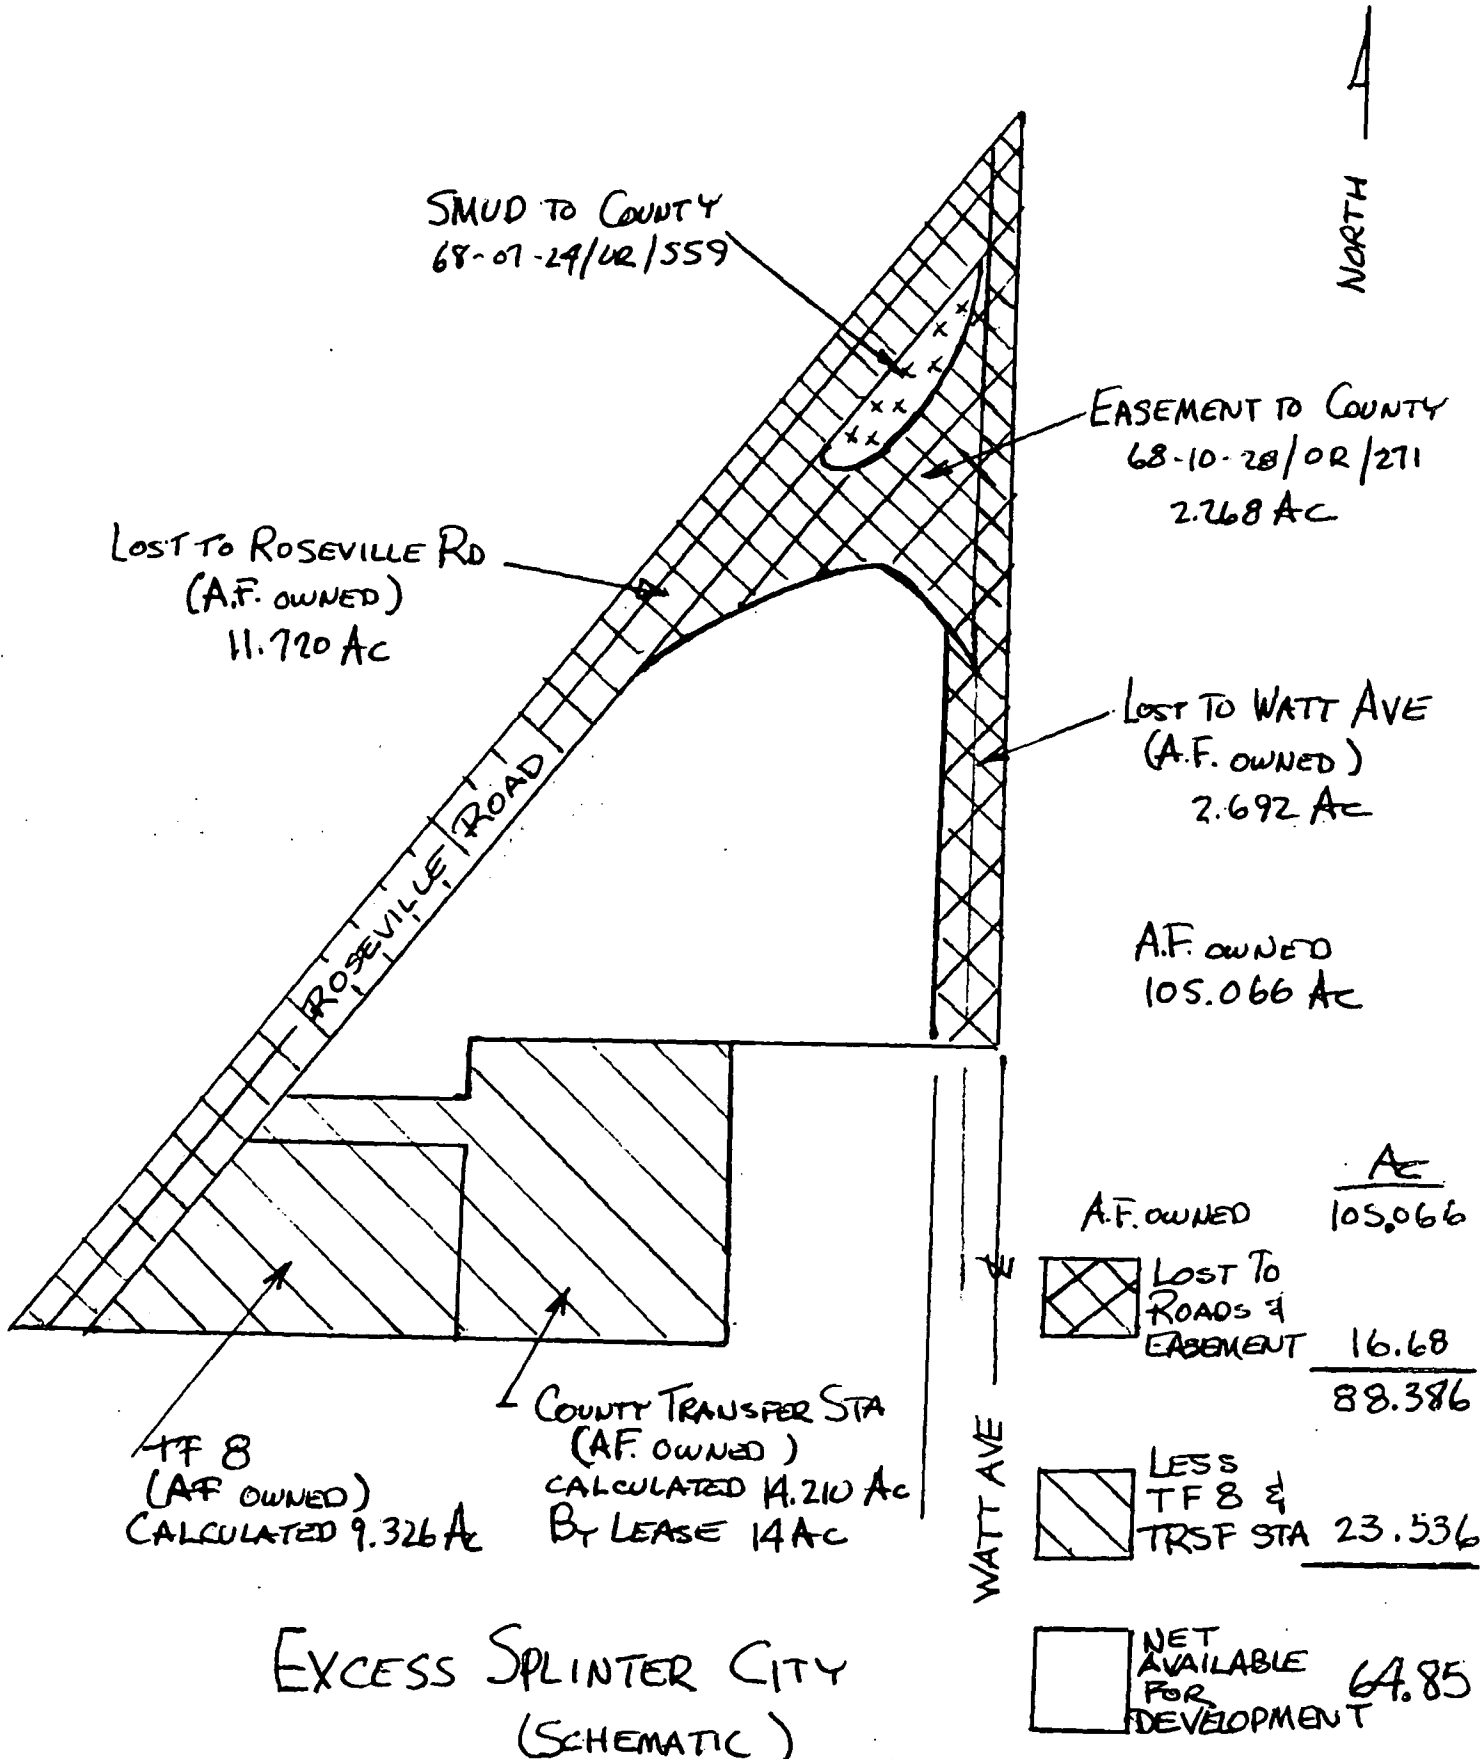 NORTH
SMUD TO COUNTY
68-07-24/OR/559
EASEMENT TO COUNTY
68-10-28/OR/271
2.268 AC
LOST TO ROSEVILLE RD
(A.F. OWNED)
11.720 AC
LOST TO WATT AVE
(A.F. OWNED)
2.692 AC
ROSEVILLE ROAD
A.F. OWNED
105.066 AC
AC
A.F. OWNED 105.066
LOST TO
ROADS &
EASEMENT 16.68
88.386
LESS
TF 8 &
TRSF STA 23.536
NET
AVAILABLE
FOR
DEVELOPMENT 64.85
TF 8
(AF OWNED)
CALCULATED 9.326 AC
COUNTY TRANSFER STA
(AF. OWNED)
CALCULATED 14.210 AC
BY LEASE 14 AC
WATT AVE
EXCESS SPLINTER CITY
(SCHEMATIC)